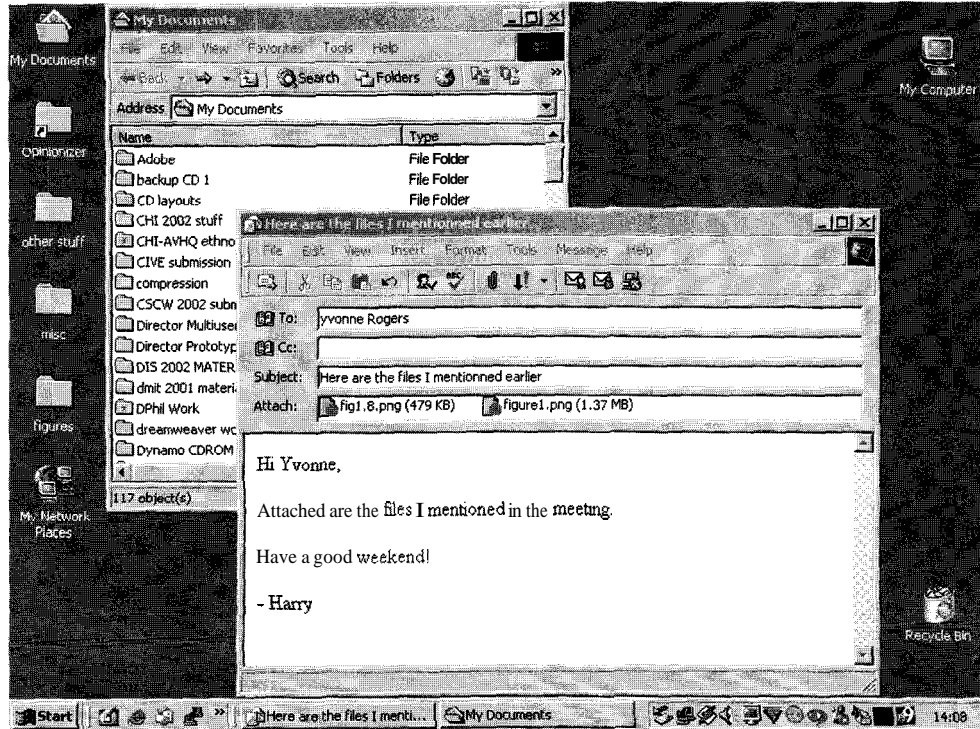 My Documents
File Edit View Favorites Tools Help
Back Search Folders »
Address My Documents
Name Type
Adobe File Folder
backup CD 1 File Folder
CD layouts File Folder
CHI 2002 stuff
CHI-AVHQ ethno
CIVE submission
compression
CSCW 2002 subm
Director Multiuser
Director Prototyp
DIS 2002 MATER
dmit 2001 materi
DPhil Work
dreamweaver wo
Dynamo CDROM
117 object(s)
My Documents
Opinionizer
other stuff
misc
figures
My Network
Places
My Computer
Recycle Bin
Here are the files I mentionned earlier
File Edit View Insert Format Tools Message Help
To: yvonne Rogers
Cc:
Subject: Here are the files I mentionned earlier
Attach: fig1.8.png (479 KB) figure1.png (1.37 MB)
Hi Yvonne,
Attached are the files I mentioned in the meeting.
Have a good weekend!
- Harry
Start » Here are the files I menti... My Documents 14:08